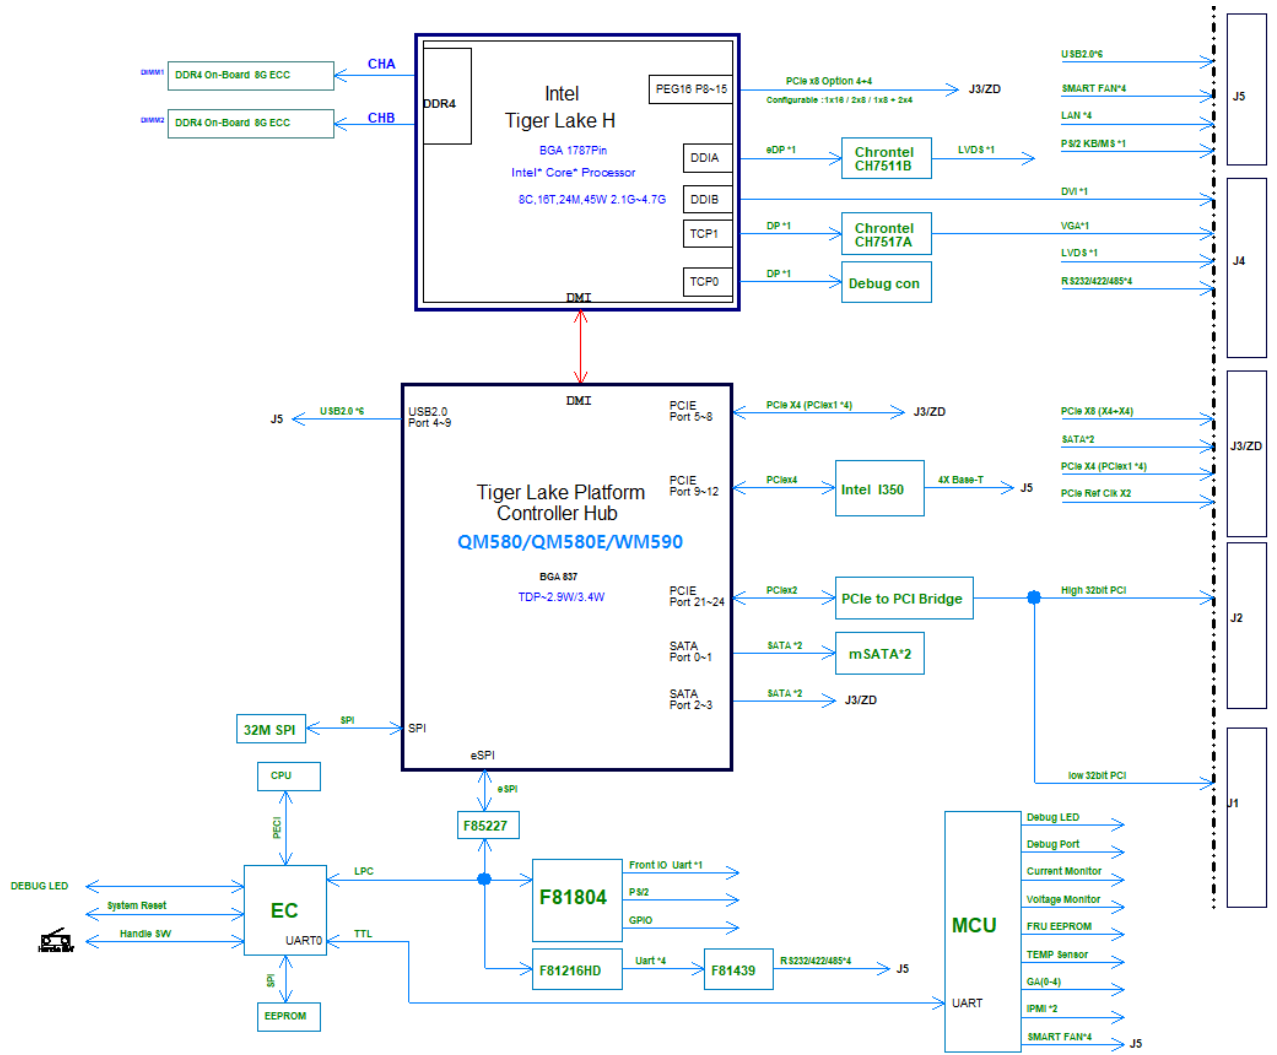 DIMM1
DDR4 On-Board 8G ECC
CHA
DIMM2
DDR4 On-Board 8G ECC
CHB
DDR4
Intel
Tiger Lake H
BGA 1787Pin
Intel* Core* Processor
8C,16T,24M,45W 2.1G~4.7G
DMI
PEG16 P8~15
PCIe x8 Option 4+4
Configurable :1x16 / 2x8 / 1x8 + 2x4
J3/ZD
DDIA
eDP *1
Chrontel
CH7511B
LVDS *1
DDIB
TCP1
DP *1
Chrontel
CH7517A
TCP0
DP *1
Debug con
USB2.0*6
SMART FAN*4
LAN *4
PS/2 KB/MS *1
J5
DVI *1
VGA*1
LVDS *1
RS232/422/485*4
J4
DMI
J5
USB2.0 *6
USB2.0
Port 4~9
Tiger Lake Platform
Controller Hub
QM580/QM580E/WM590
BGA 837
TDP~2.9W/3.4W
PCIE
Port 5~8
PCIe X4 (PCIex1 *4)
J3/ZD
PCIE
Port 9~12
PCIex4
Intel I350
4X Base-T
J5
PCIE
Port 21~24
PCIex2
PCIe to PCI Bridge
SATA
Port 0~1
SATA *2
mSATA*2
SATA
Port 2~3
SATA *2
J3/ZD
PCIe X8 (X4+X4)
SATA*2
PCIe X4 (PCIex1 *4)
PCIe Ref Clk X2
J3/ZD
High 32bit PCI
J2
low 32bit PCI
J1
32M SPI
SPI
SPI
eSPI
eSPI
F85227
CPU
PECI
EC
UART0
DEBUG LED
System Reset
Handle SW
Handle SW
SPI
EEPROM
LPC
TTL
F81804
Front IO Uart *1
PS/2
GPIO
F81216HD
Uart *4
F81439
RS232/422/485*4
J5
MCU
UART
Debug LED
Debug Port
Current Monitor
Voltage Monitor
FRU EEPROM
TEMP Sensor
GA(0-4)
IPMI *2
SMART FAN*4
J5